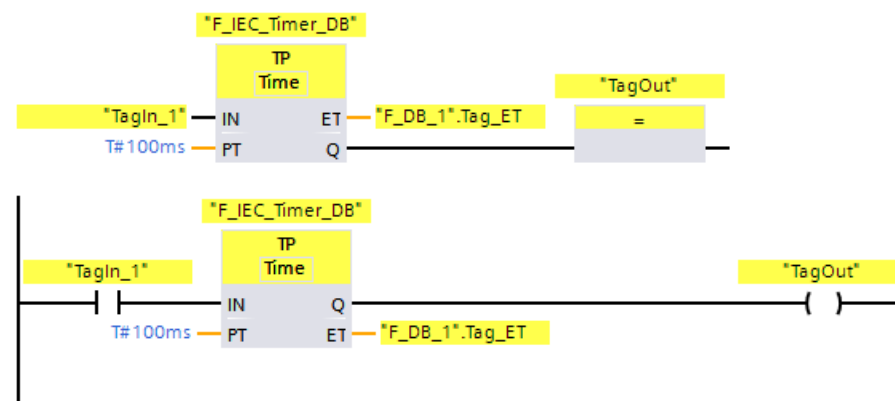 "F_IEC_Timer_DB"
TP
Time
"TagOut"
"TagIn_1" IN ET "F_DB_1".Tag_ET =
T#100ms PT Q
"F_IEC_Timer_DB"
TP
Time
"TagIn_1" "TagOut"
IN Q
T#100ms PT ET "F_DB_1".Tag_ET